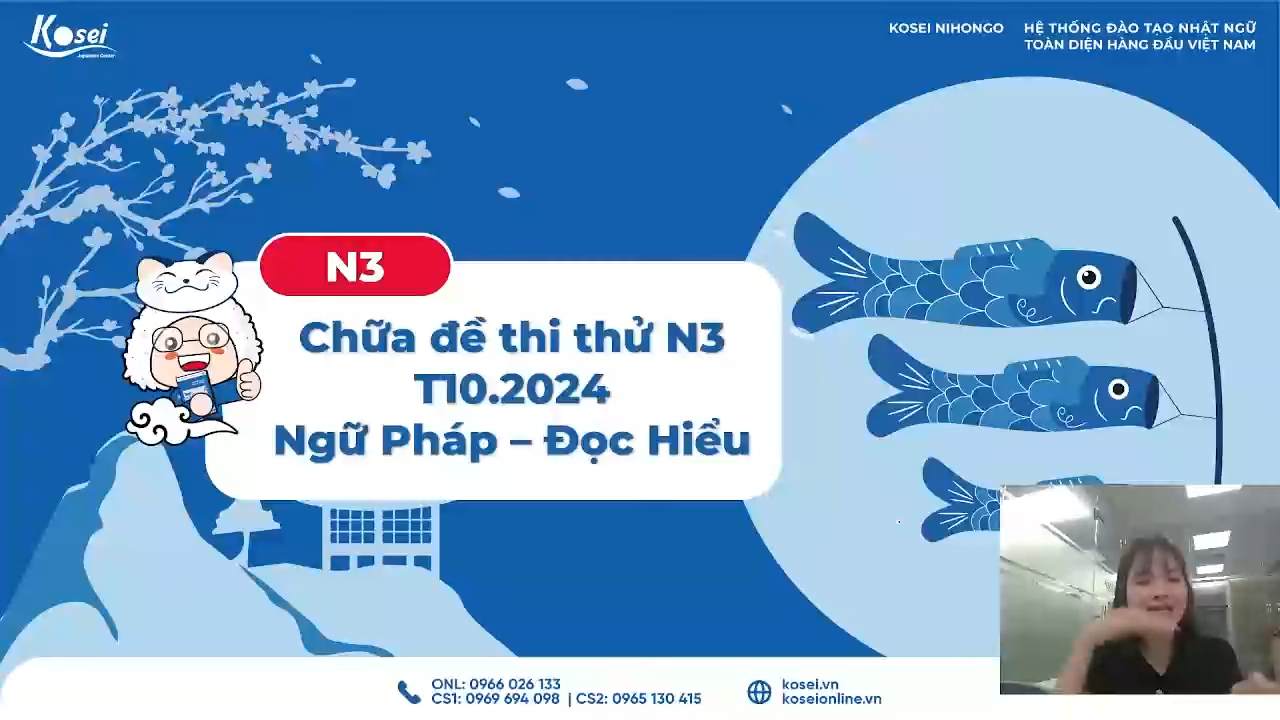 Kosei
Japanese Center
KOSEI NIHONGO
HỆ THỐNG ĐÀO TẠO NHẬT NGỮ
TOÀN DIỆN HÀNG ĐẦU VIỆT NAM
N3
Chữa đề thi thử N3
T10.2024
Ngữ Pháp – Đọc Hiểu
ONL: 0966 026 133
CS1: 0969 694 098 | CS2: 0965 130 415
kosei.vn
koseionline.vn